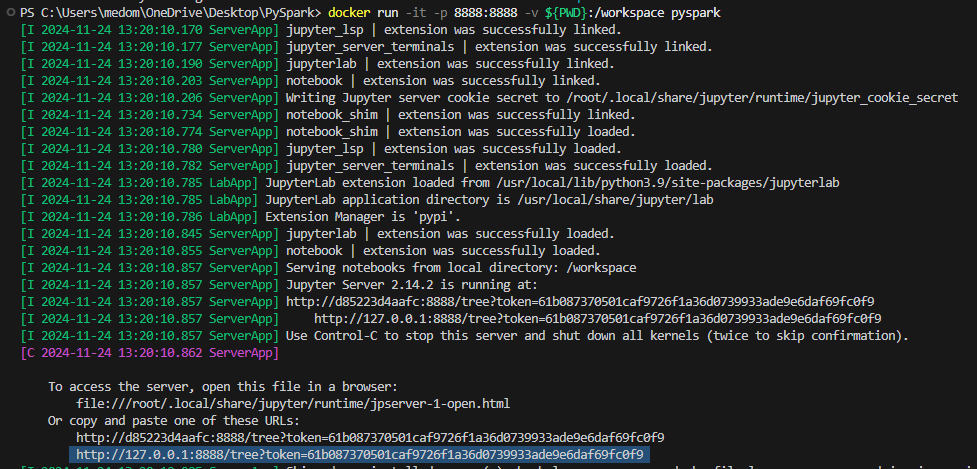 PS C:\Users\medom\OneDrive\Desktop\PySpark> docker run -it -p 8888:8888 -v ${PWD}:/workspace pyspark
[I 2024-11-24 13:20:10.170 ServerApp] jupyter_lsp | extension was successfully linked.
[I 2024-11-24 13:20:10.177 ServerApp] jupyter_server_terminals | extension was successfully linked.
[I 2024-11-24 13:20:10.190 ServerApp] jupyterlab | extension was successfully linked.
[I 2024-11-24 13:20:10.203 ServerApp] notebook | extension was successfully linked.
[I 2024-11-24 13:20:10.206 ServerApp] Writing Jupyter server cookie secret to /root/.local/share/jupyter/runtime/jupyter_cookie_secret
[I 2024-11-24 13:20:10.734 ServerApp] notebook_shim | extension was successfully linked.
[I 2024-11-24 13:20:10.774 ServerApp] notebook_shim | extension was successfully loaded.
[I 2024-11-24 13:20:10.780 ServerApp] jupyter_lsp | extension was successfully loaded.
[I 2024-11-24 13:20:10.782 ServerApp] jupyter_server_terminals | extension was successfully loaded.
[I 2024-11-24 13:20:10.785 LabApp] JupyterLab extension loaded from /usr/local/lib/python3.9/site-packages/jupyterlab
[I 2024-11-24 13:20:10.785 LabApp] JupyterLab application directory is /usr/local/share/jupyter/lab
[I 2024-11-24 13:20:10.786 LabApp] Extension Manager is 'pypi'.
[I 2024-11-24 13:20:10.845 ServerApp] jupyterlab | extension was successfully loaded.
[I 2024-11-24 13:20:10.855 ServerApp] notebook | extension was successfully loaded.
[I 2024-11-24 13:20:10.857 ServerApp] Serving notebooks from local directory: /workspace
[I 2024-11-24 13:20:10.857 ServerApp] Jupyter Server 2.14.2 is running at:
[I 2024-11-24 13:20:10.857 ServerApp] http://d85223d4aafc:8888/tree?token=61b087370501caf9726f1a36d0739933ade9e6daf69fc0f9
[I 2024-11-24 13:20:10.857 ServerApp]     http://127.0.0.1:8888/tree?token=61b087370501caf9726f1a36d0739933ade9e6daf69fc0f9
[I 2024-11-24 13:20:10.857 ServerApp] Use Control-C to stop this server and shut down all kernels (twice to skip confirmation).
[C 2024-11-24 13:20:10.862 ServerApp]
To access the server, open this file in a browser:
file:///root/.local/share/jupyter/runtime/jpserver-1-open.html
Or copy and paste one of these URLs:
http://d85223d4aafc:8888/tree?token=61b087370501caf9726f1a36d0739933ade9e6daf69fc0f9
http://127.0.0.1:8888/tree?token=61b087370501caf9726f1a36d0739933ade9e6daf69fc0f9